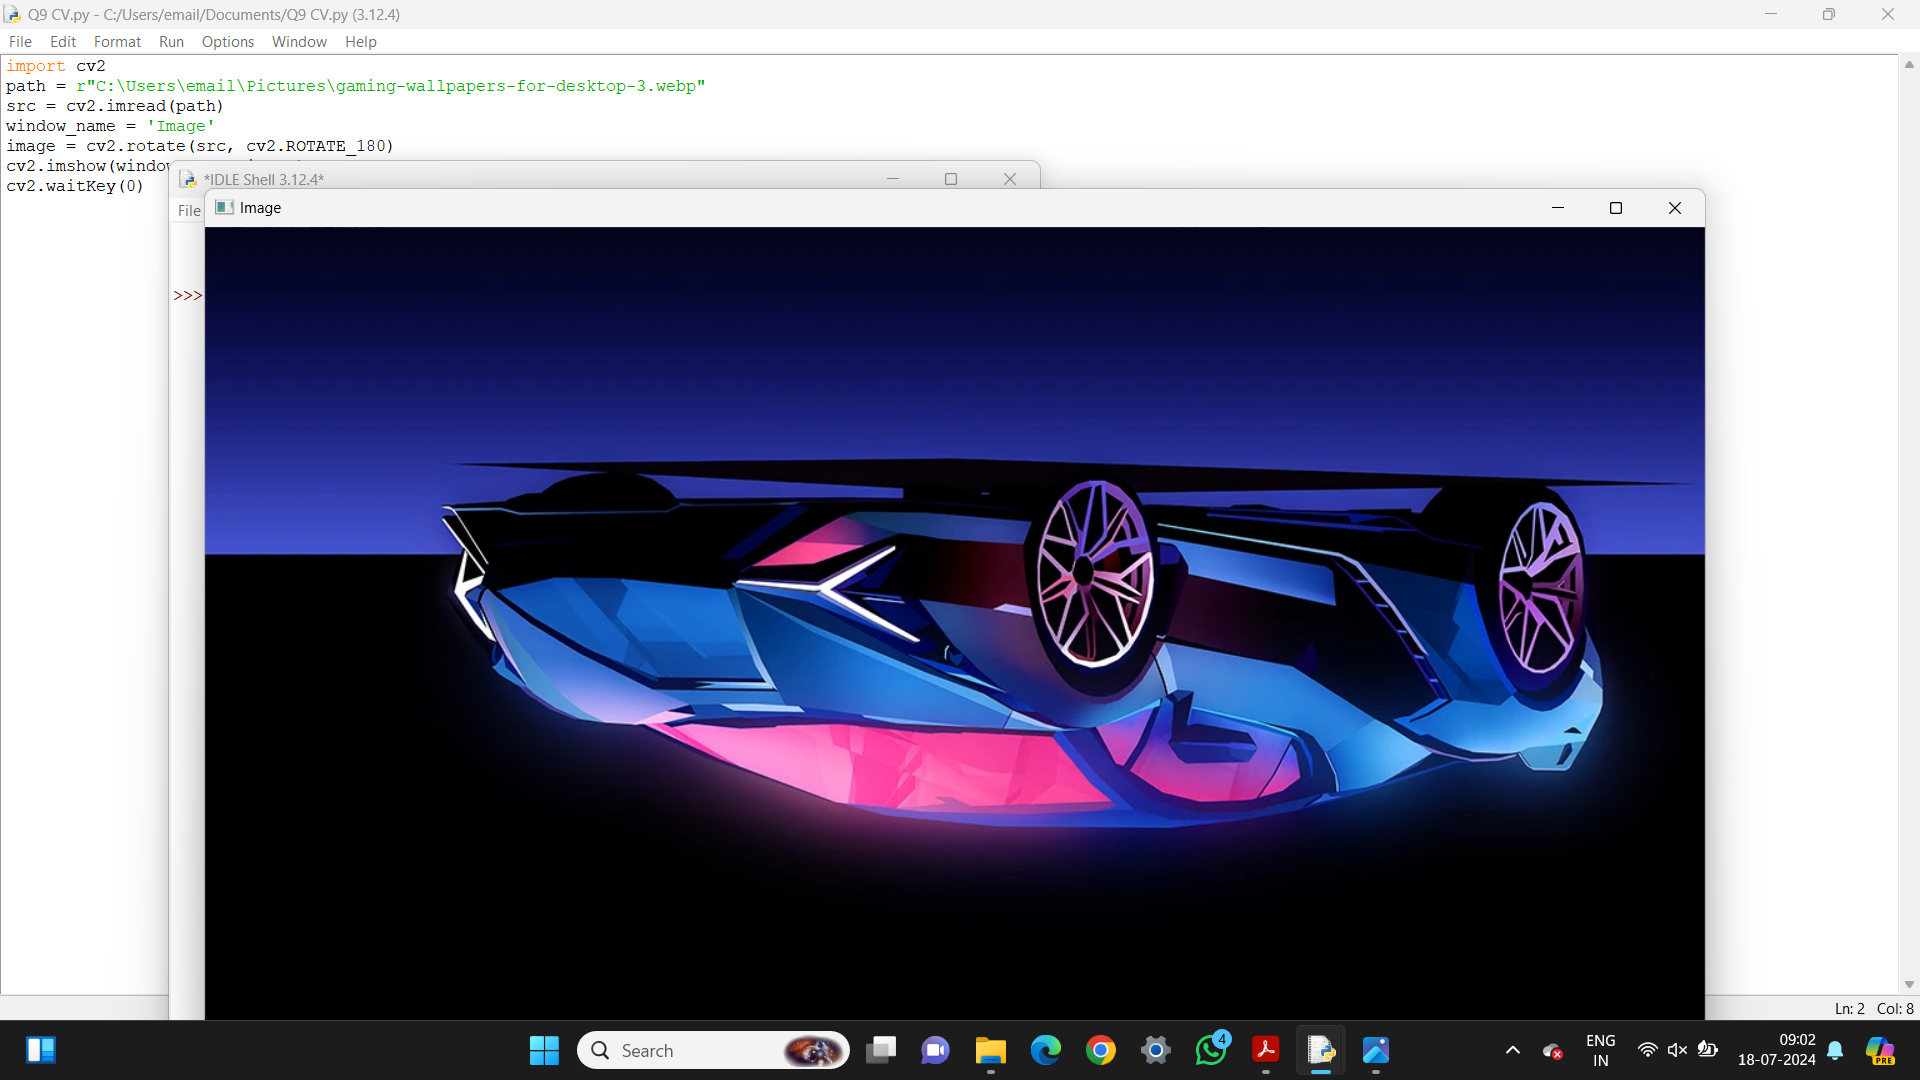 Q9 CV.py - C:/Users/email/Documents/Q9 CV.py (3.12.4)
File Edit Format Run Options Window Help
import cv2
path = r"C:\Users\email\Pictures\gaming-wallpapers-for-desktop-3.webp"
src = cv2.imread(path)
window_name = 'Image'
image = cv2.rotate(src, cv2.ROTATE_180)
cv2.imshow(window
cv2.waitKey(0)
*IDLE Shell 3.12.4*
File
Image
>>>
Ln: 2 Col: 8
Search
4
ENG
IN
09:02
18-07-2024
PRE